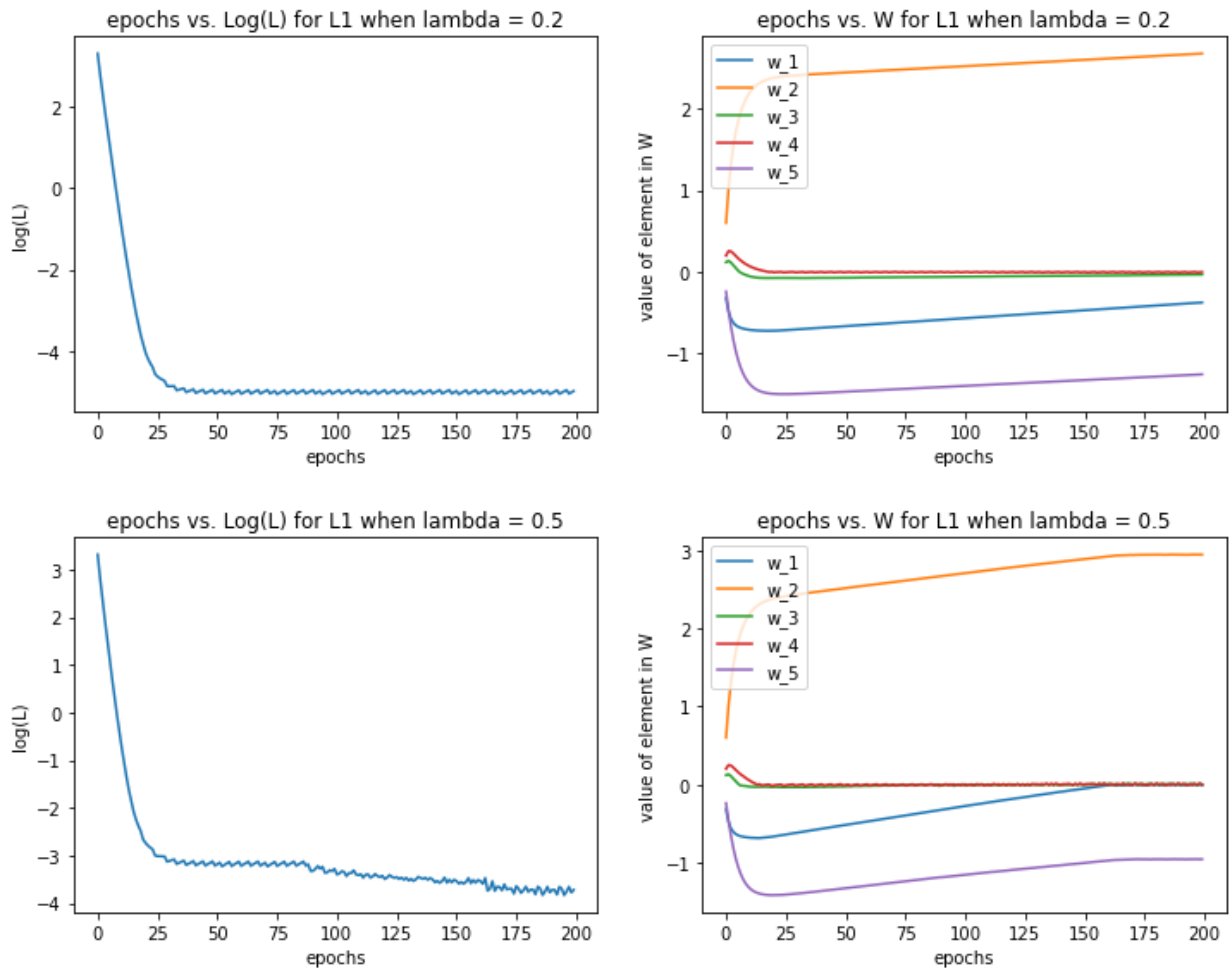 epochs vs. Log(L) for L1 when lambda = 0.2
2
0
−2
−4
log(L)
0 25 50 75 100 125 150 175 200
epochs
epochs vs. W for L1 when lambda = 0.2
w_1
w_2
w_3
w_4
w_5
2
1
0
−1
value of element in W
0 25 50 75 100 125 150 175 200
epochs
epochs vs. Log(L) for L1 when lambda = 0.5
3
2
1
0
−1
−2
−3
−4
log(L)
0 25 50 75 100 125 150 175 200
epochs
epochs vs. W for L1 when lambda = 0.5
w_1
w_2
w_3
w_4
w_5
3
2
1
0
−1
value of element in W
0 25 50 75 100 125 150 175 200
epochs